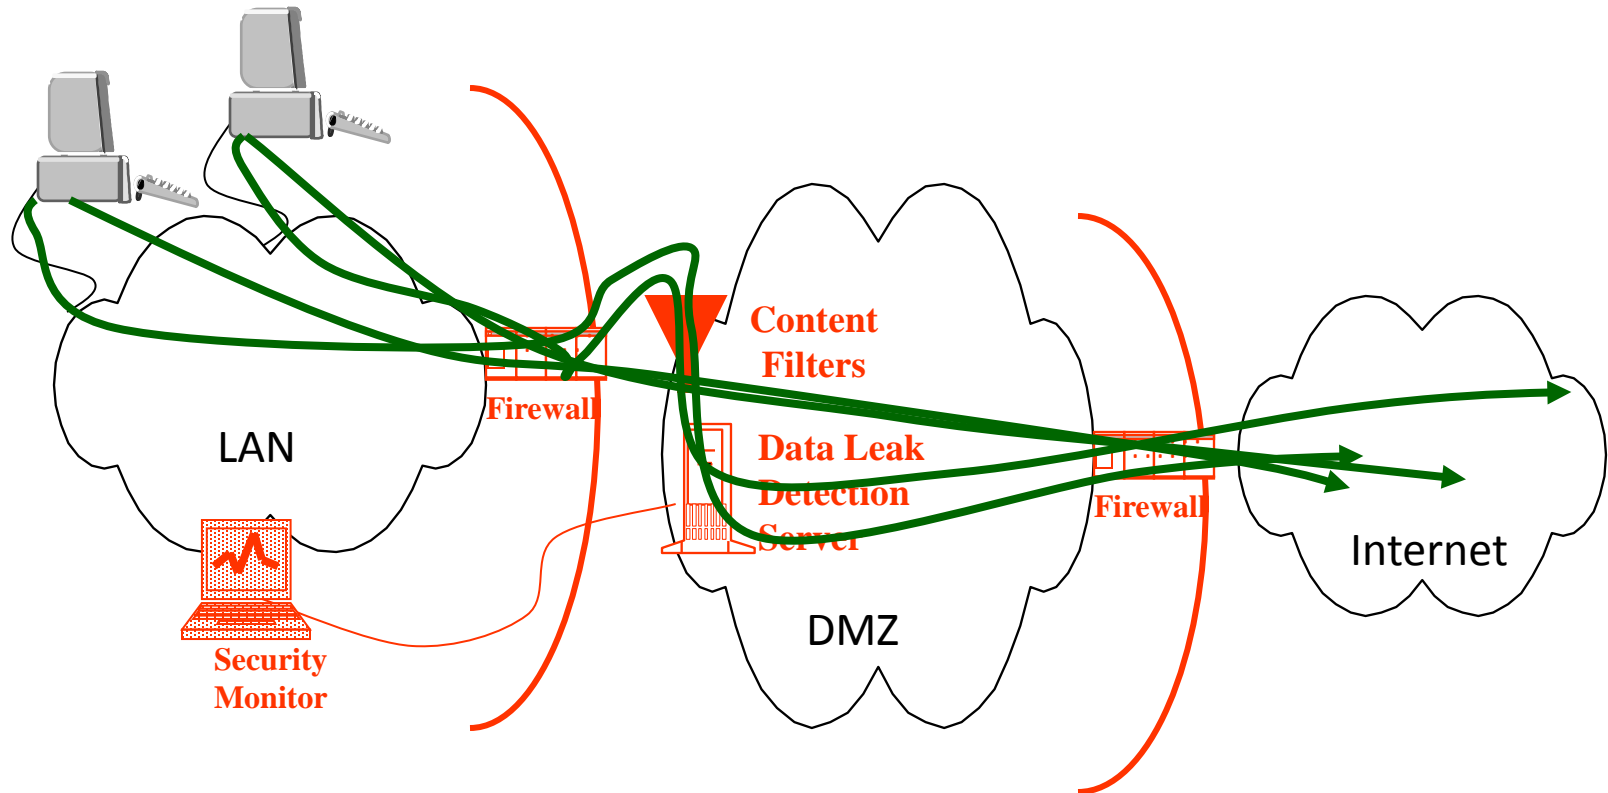 Content
Filters
Firewall
LAN
Data Leak
Detection
Server
Firewall
Internet
DMZ
Security
Monitor